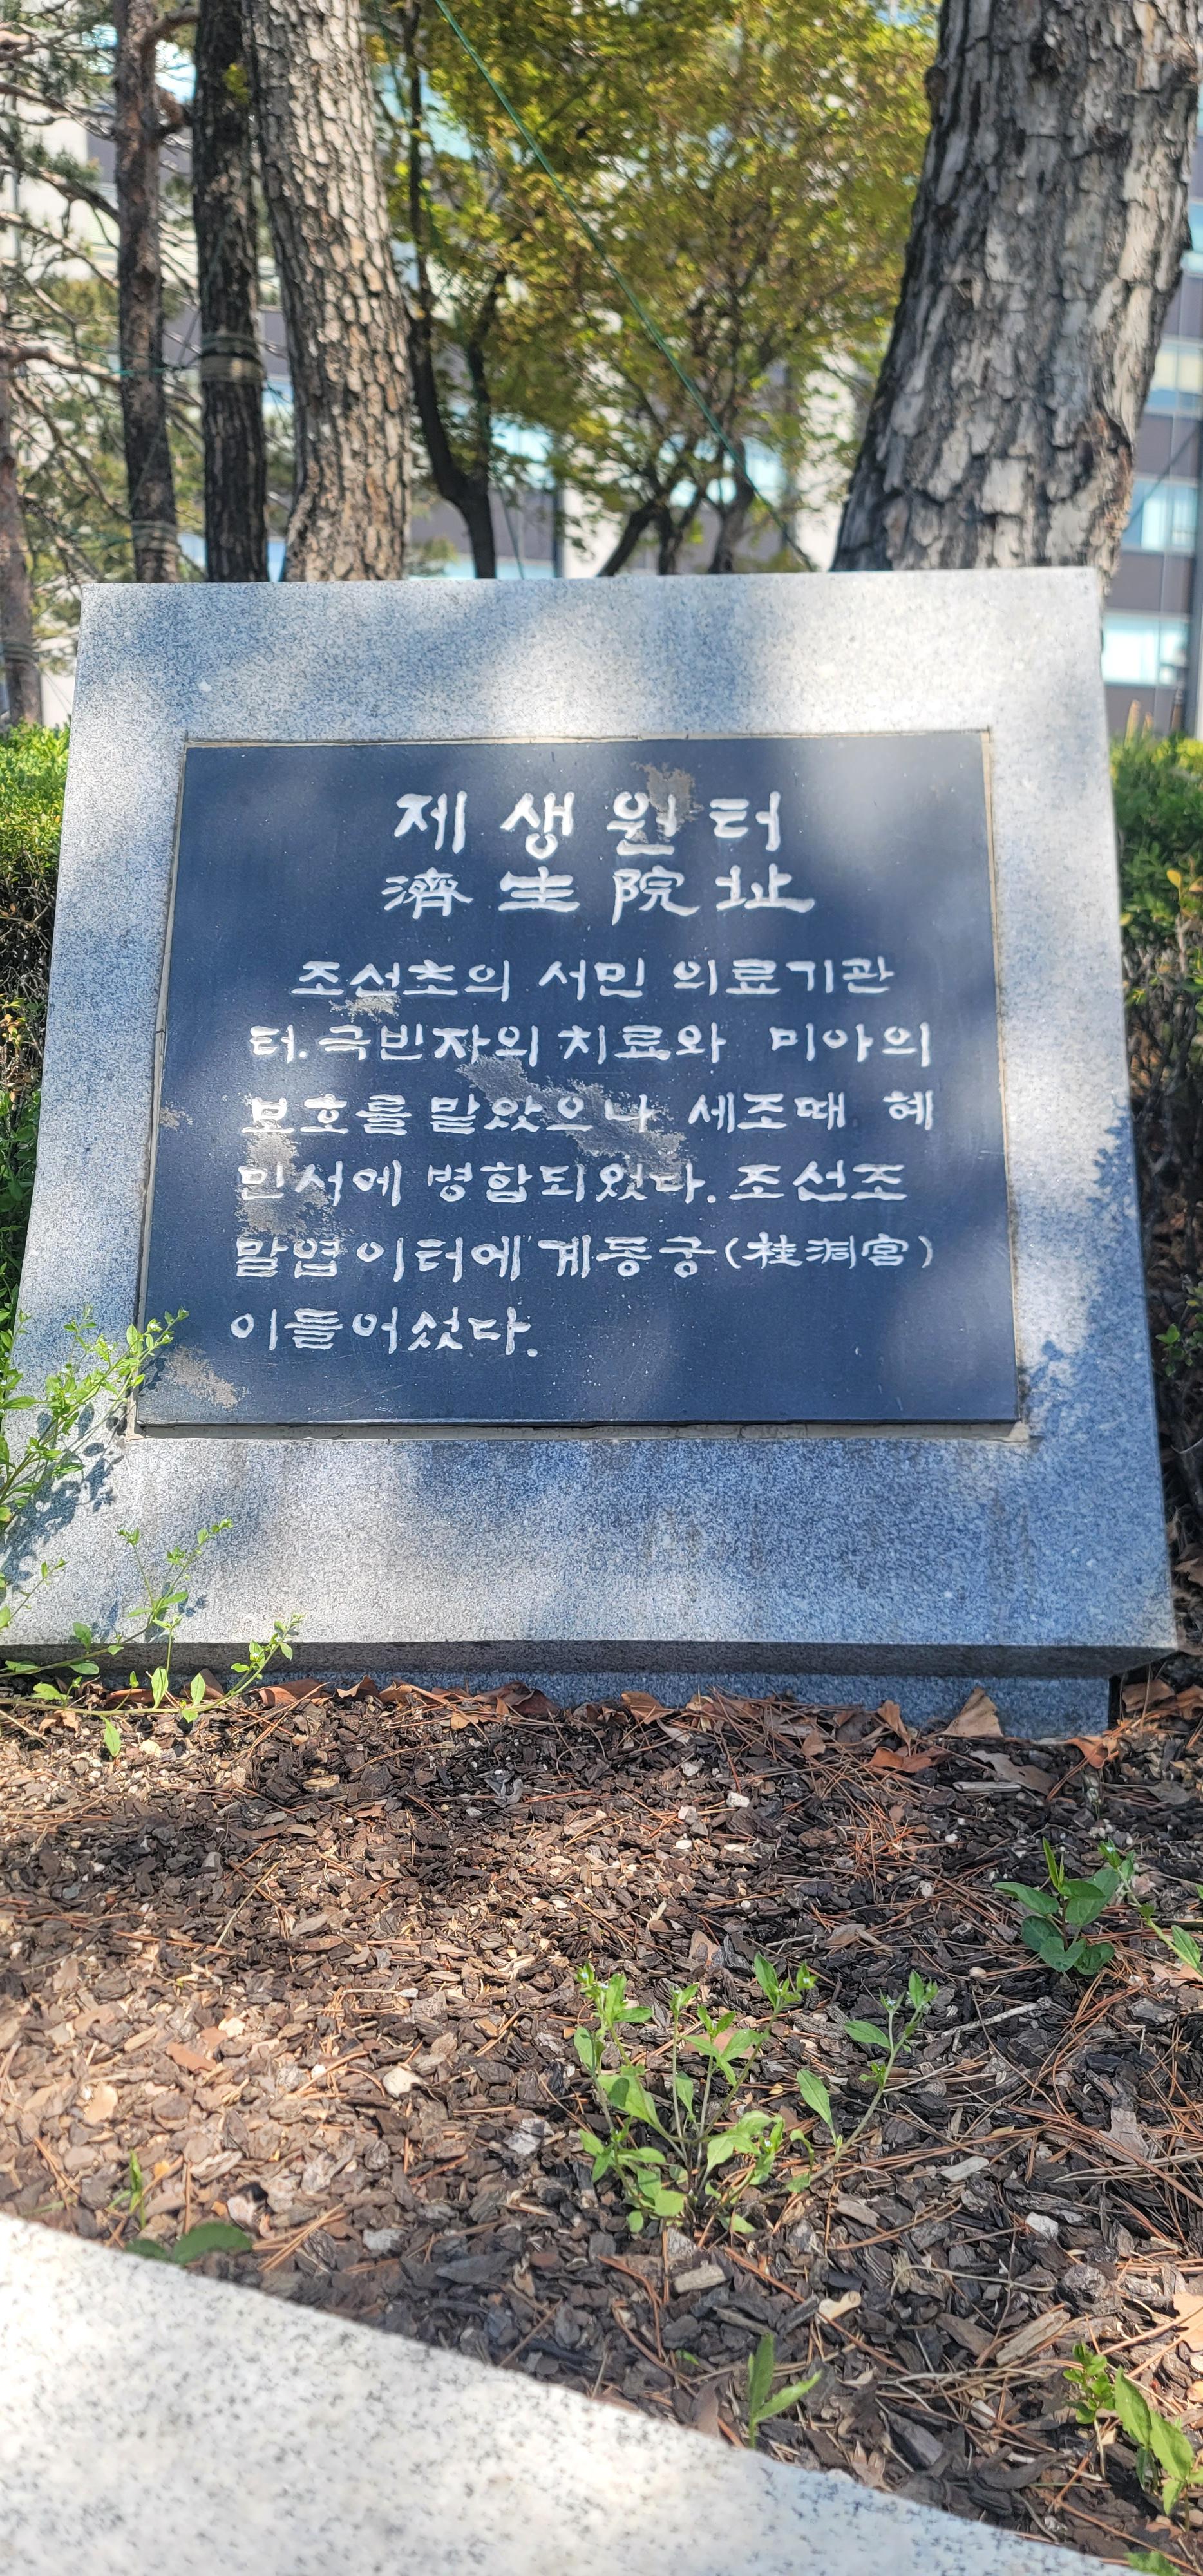 제생원터
濟生院址
조선초의 서민 의료기관
터. 극빈자의 치료와 미아의
보호를 맡았으나 세조때 혜
민서에 병합되었다. 조선조
말엽 이터에 계동궁(桂洞宮)
이들어섰다.